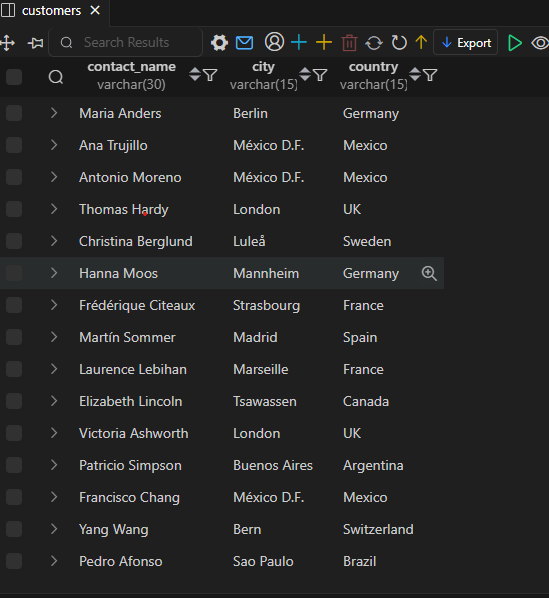 customers
Search Results
Export
contact_name city country
varchar(30) varchar(15) varchar(15)
Maria Anders Berlin Germany
Ana Trujillo México D.F. Mexico
Antonio Moreno México D.F. Mexico
Thomas Hardy London UK
Christina Berglund Luleå Sweden
Hanna Moos Mannheim Germany
Frédérique Citeaux Strasbourg France
Martín Sommer Madrid Spain
Laurence Lebihan Marseille France
Elizabeth Lincoln Tsawassen Canada
Victoria Ashworth London UK
Patricio Simpson Buenos Aires Argentina
Francisco Chang México D.F. Mexico
Yang Wang Bern Switzerland
Pedro Afonso Sao Paulo Brazil